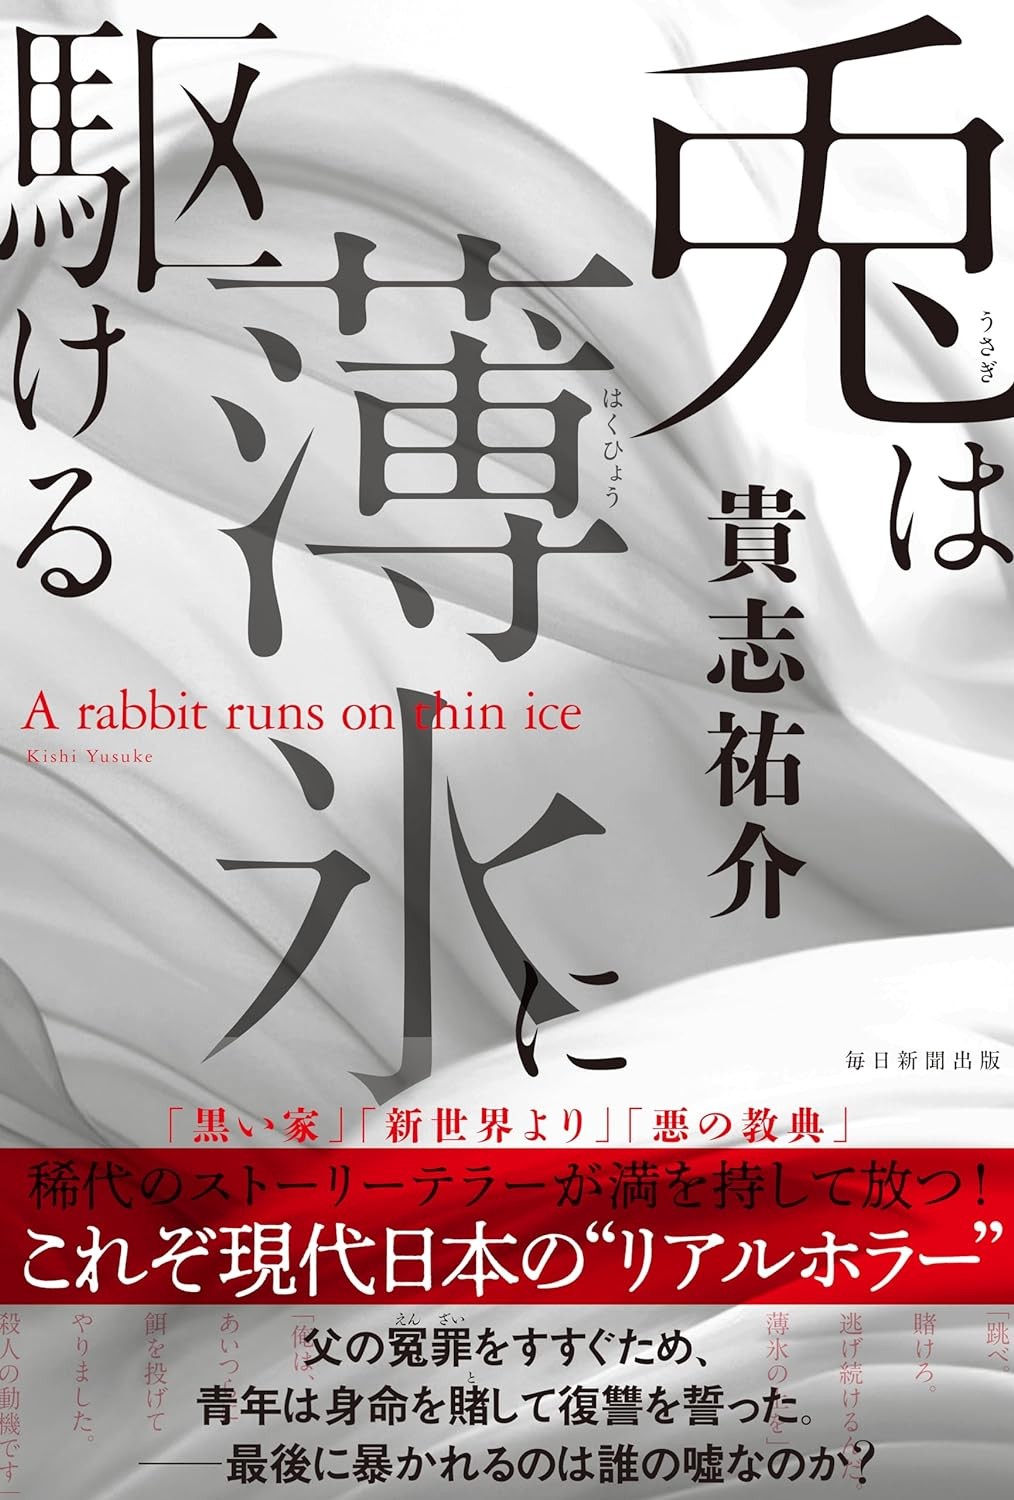 兎は
うさぎ
薄氷に
はくひょう
駆ける
貴志祐介
A rabbit runs on thin ice
Kishi Yusuke
毎日新聞出版
「黒い家」「新世界より」「悪の教典」
稀代のストーリーテラーが満を持して放つ!
これぞ現代日本の“リアルホラー”
えんざい
父の冤罪をすすぐため、
と
青年は身命を賭して復讐を誓った。
——最後に暴かれるのは誰の嘘なのか?
「跳べ。
賭けろ。
逃げ続けるんだ。
薄氷の上を」
「俺は、
あいつに
餌を投げて
やりました。
殺人の動機です」